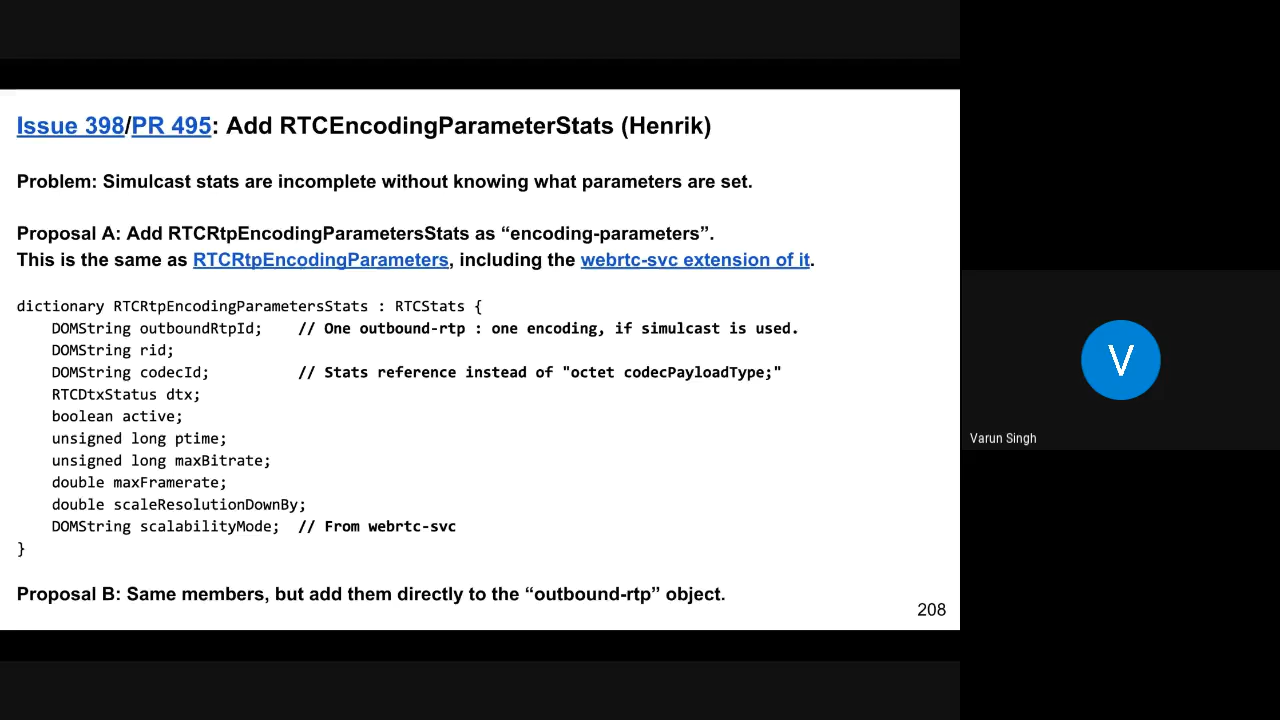 Issue 398/PR 495: Add RTCEncodingParameterStats (Henrik)
Problem: Simulcast stats are incomplete without knowing what parameters are set.
Proposal A: Add RTCRtpEncodingParametersStats as “encoding-parameters”.
This is the same as RTCRtpEncodingParameters, including the webrtc-svc extension of it.
dictionary RTCRtpEncodingParametersStats : RTCStats {
DOMString outboundRtpId; // One outbound-rtp : one encoding, if simulcast is used.
DOMString rid;
DOMString codecId; // Stats reference instead of "octet codecPayloadType;"
RTCDtxStatus dtx;
boolean active;
unsigned long ptime;
unsigned long maxBitrate;
double maxFramerate;
double scaleResolutionDownBy;
DOMString scalabilityMode; // From webrtc-svc
}
Proposal B: Same members, but add them directly to the “outbound-rtp” object.
208
V
Varun Singh